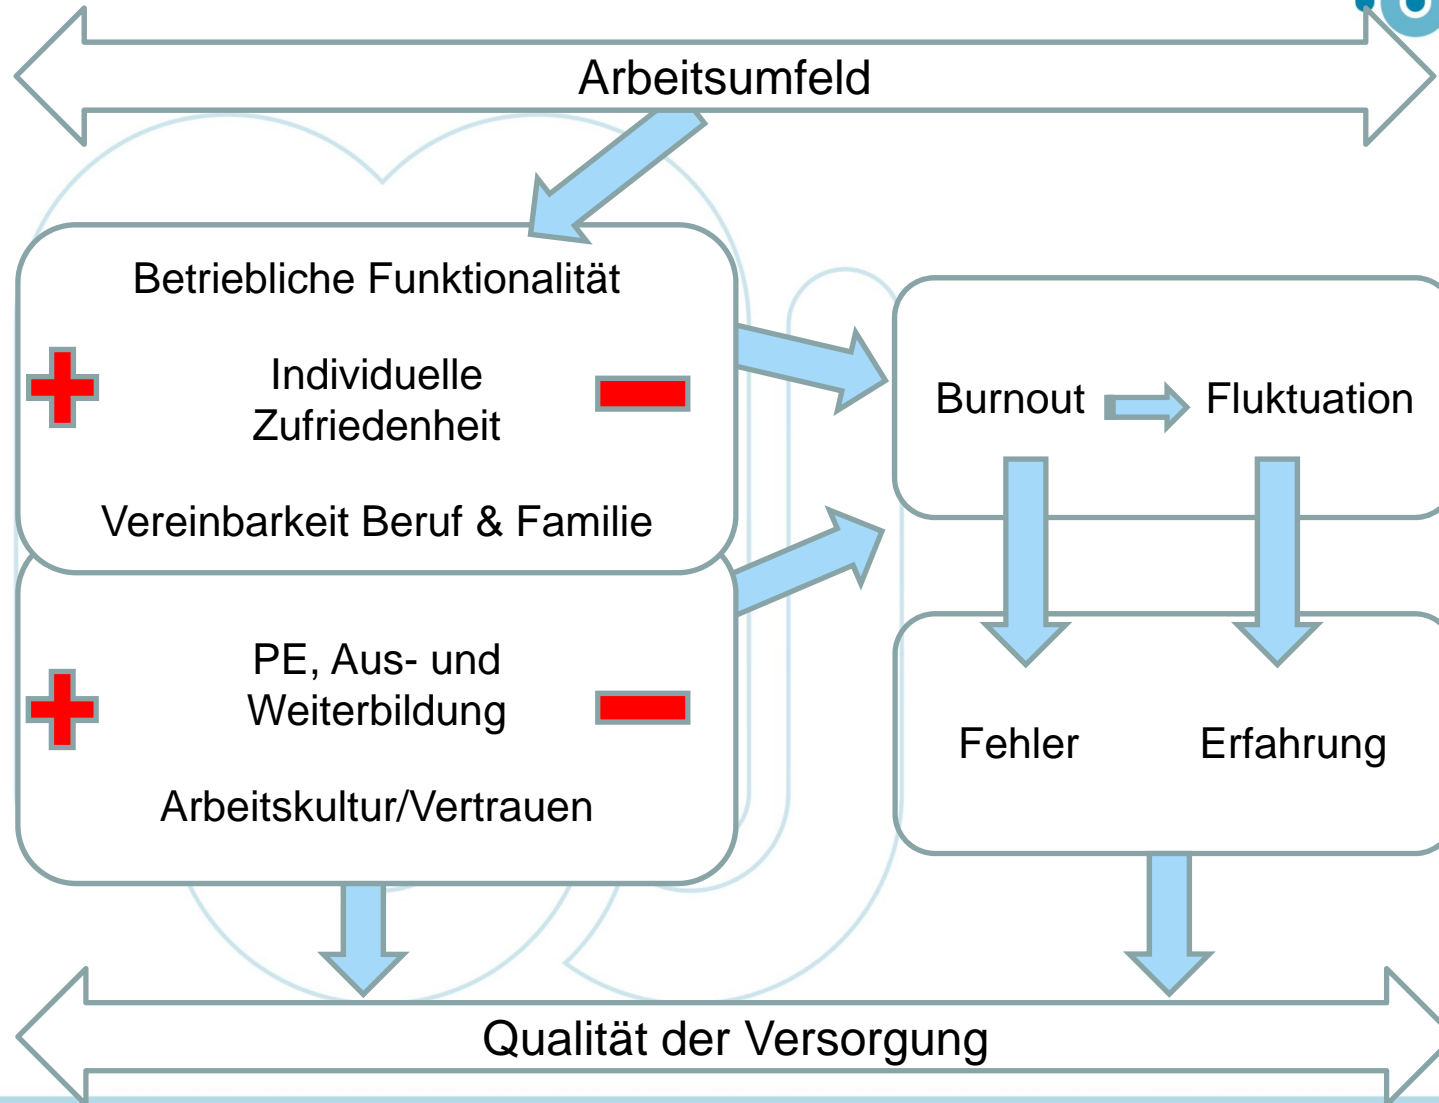 Arbeitsumfeld
Betriebliche Funktionalität
Individuelle
Zufriedenheit
Vereinbarkeit Beruf & Familie
PE, Aus- und
Weiterbildung
Arbeitskultur/Vertrauen
Burnout
Fluktuation
Fehler
Erfahrung
Qualität der Versorgung